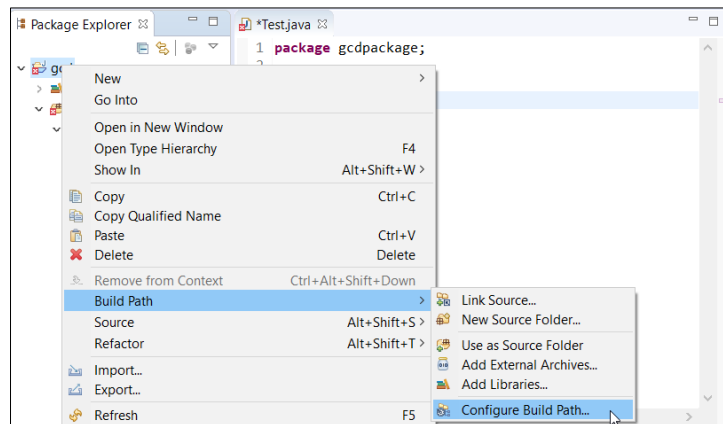 Package Explorer
*Test.java
1 package gcdpackage;
2
New
Go Into
Open in New Window
Open Type Hierarchy F4
Show In Alt+Shift+W >
Copy Ctrl+C
Copy Qualified Name
Paste Ctrl+V
Delete Delete
Remove from Context Ctrl+Alt+Shift+Down
Build Path
Source Alt+Shift+S >
Refactor Alt+Shift+T >
Import...
Export...
Refresh F5
Link Source...
New Source Folder...
Use as Source Folder
Add External Archives...
Add Libraries...
Configure Build Path...